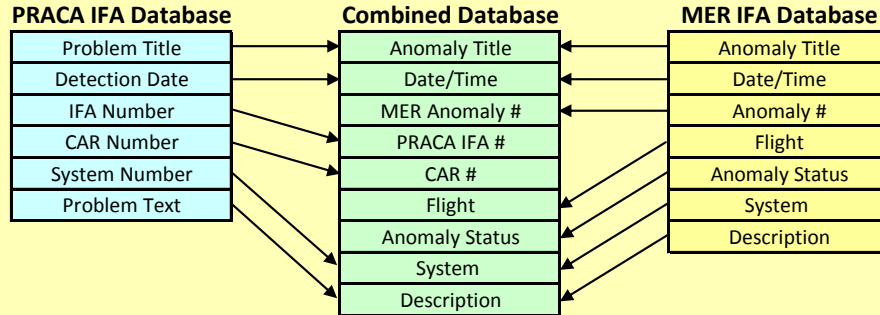 PRACA IFA Database
Problem Title
Detection Date
IFA Number
CAR Number
System Number
Problem Text
Combined Database
Anomaly Title
Date/Time
MER Anomaly #
PRACA IFA #
CAR #
Flight
Anomaly Status
System
Description
MER IFA Database
Anomaly Title
Date/Time
Anomaly #
Flight
Anomaly Status
System
Description